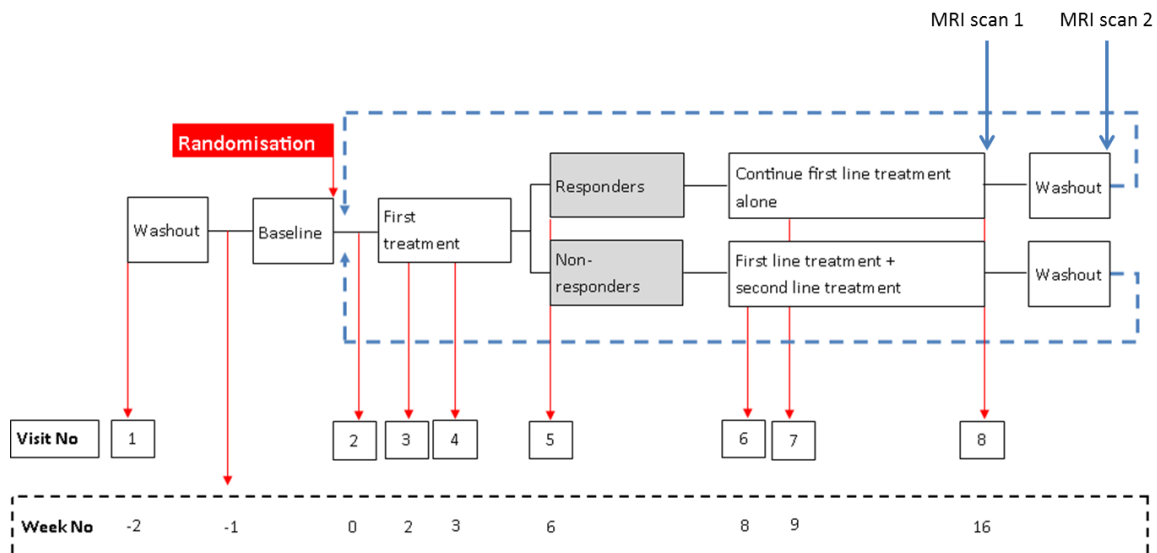 MRI scan 1
MRI scan 2
Randomisation
Responders
Continue first line treatment
alone
Washout
Washout
Baseline
First
treatment
Non-
responders
First line treatment +
second line treatment
Washout
Visit No
1
2
3
4
5
6
7
8
Week No
-2
-1
0
2
3
6
8
9
16